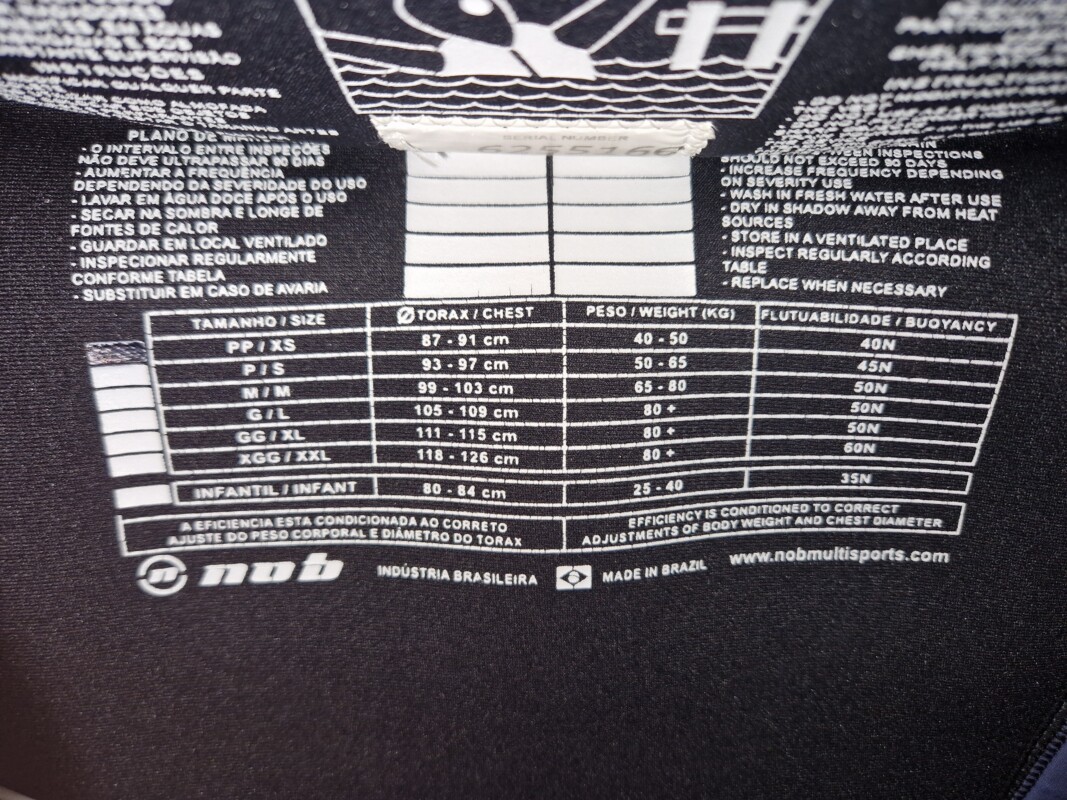 SUPERVISÃO
INSTRUÇÕES
QUALQUER PARTE
PLANO DE
- O INTERVALO ENTRE INSPEÇÕES
NÃO DEVE ULTRAPASSAR 90 DIAS
- AUMENTAR A FREQUÊNCIA
DEPENDENDO DA SEVERIDADE DO USO
- LAVAR EM ÁGUA DOCE APÓS O USO
- SECAR NA SOMBRA E LONGE DE
FONTES DE CALOR
- GUARDAR EM LOCAL VENTILADO
- INSPECIONAR REGULARMENTE
CONFORME TABELA
- SUBSTITUIR EM CASO DE AVARIA
SERIAL NUMBER
INSPECTIONS
SHOULD NOT EXCEED 90 DAYS
- INCREASE FREQUENCY DEPENDING
ON SEVERITY USE
- WASH IN FRESH WATER AFTER USE
- DRY IN SHADOW AWAY FROM HEAT
SOURCES
- STORE IN A VENTILATED PLACE
- INSPECT REGULARLY ACCORDING
TABLE
- REPLACE WHEN NECESSARY
TAMANHO / SIZE Ø TORAX / CHEST PESO / WEIGHT (KG) FLUTUABILIDADE / BUOYANCY
PP / XS 87 - 91 cm 40 - 50 40N
P / S 93 - 97 cm 50 - 65 45N
M / M 99 - 103 cm 65 - 80 50N
G / L 105 - 109 cm 80 + 50N
GG / XL 111 - 115 cm 80 + 50N
XGG / XXL 118 - 126 cm 80 + 60N
INFANTIL / INFANT 80 - 84 cm 25 - 40 35N
A EFICIENCIA ESTA CONDICIONADA AO CORRETO
AJUSTE DO PESO CORPORAL E DIÂMETRO DO TORAX
EFFICIENCY IS CONDITIONED TO CORRECT
ADJUSTMENTS OF BODY WEIGHT AND CHEST DIAMETER
nob INDÚSTRIA BRASILEIRA MADE IN BRAZIL www.nobmultisports.com